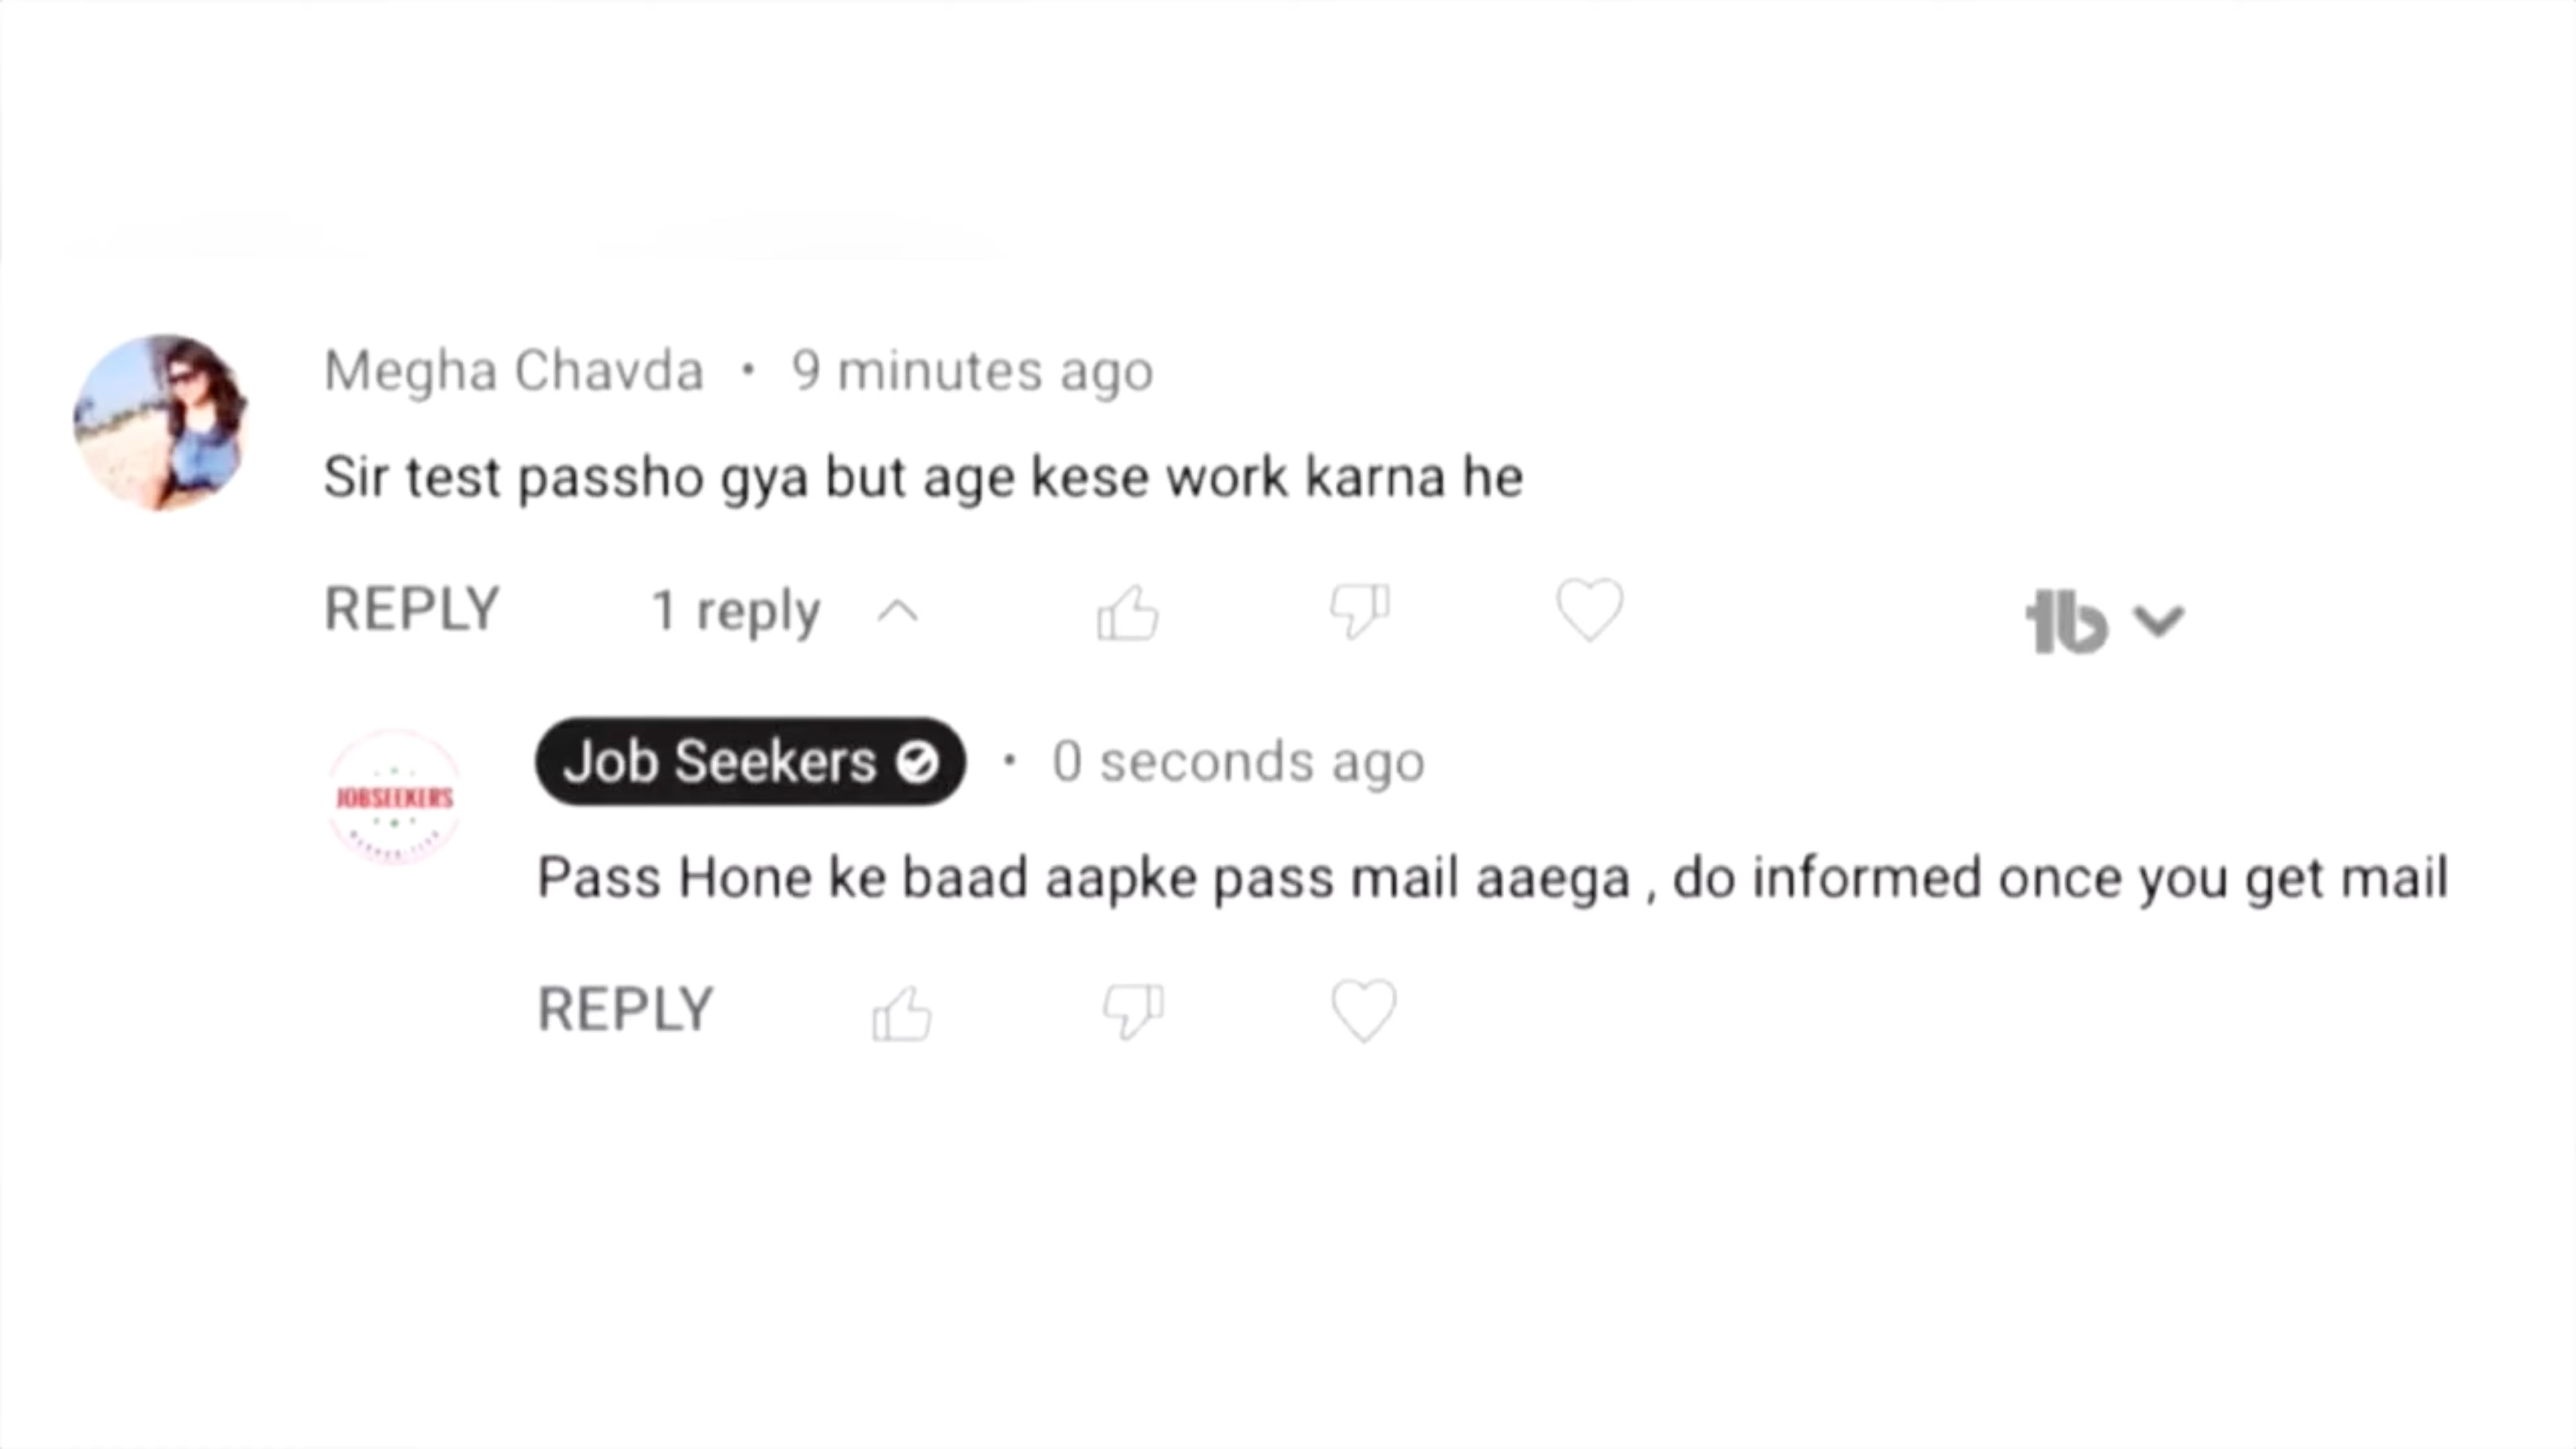 Megha Chavda • 9 minutes ago
Sir test passho gya but age kese work karna he
REPLY 1 reply
tb
Job Seekers • 0 seconds ago
JOBSEEKERS
Pass Hone ke baad aapke pass mail aaega , do informed once you get mail
REPLY